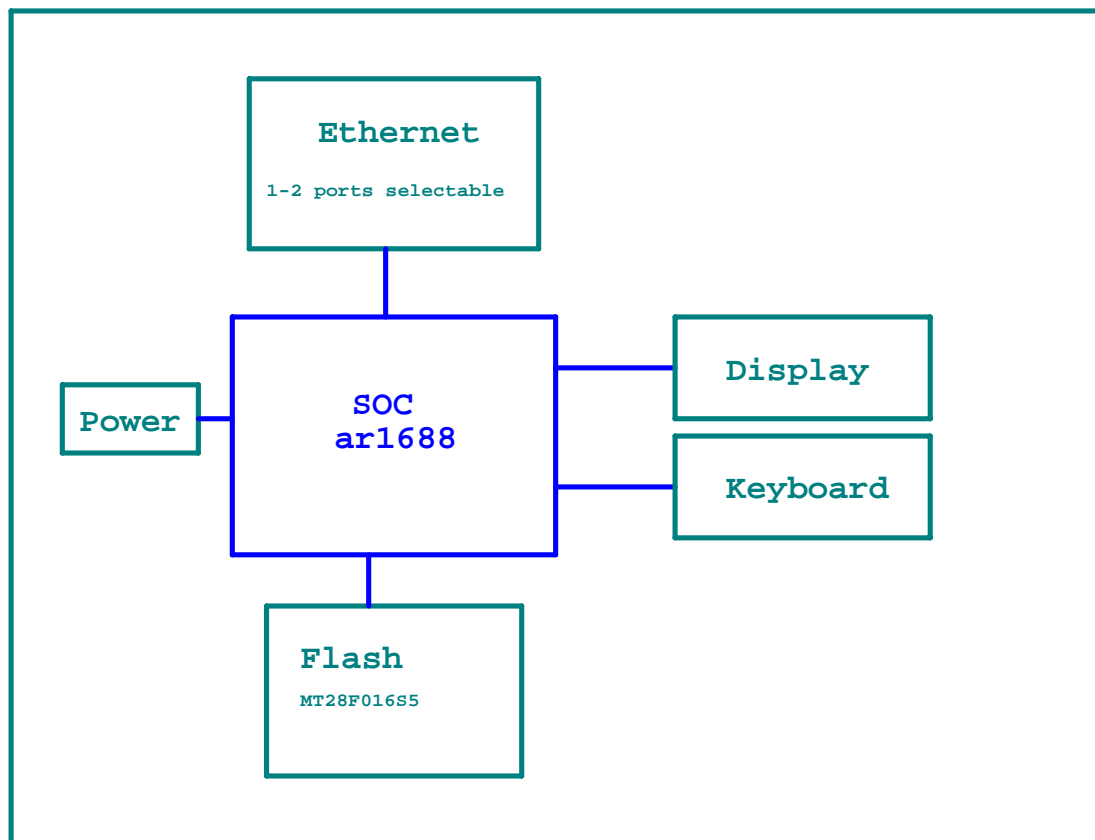 Ethernet
1-2 ports selectable
Power
SOC
ar1688
Display
Keyboard
Flash
MT28F016S5